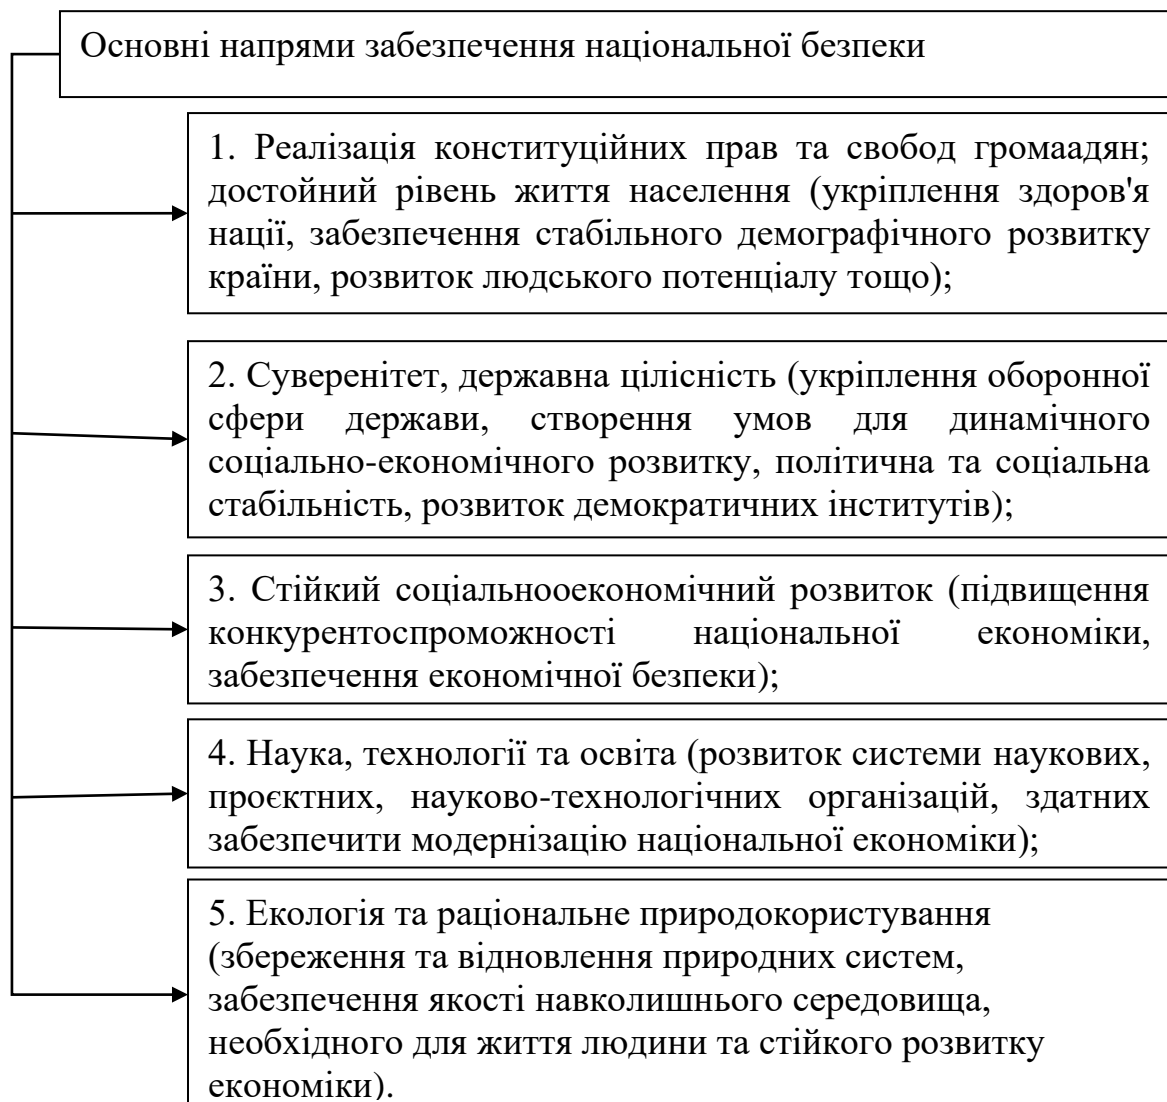 Основні напрями забезпечення національної безпеки
1. Реалізація конституційних прав та свобод громаадян;
достойний рівень життя населення (укріплення здоров'я
нації, забезпечення стабільного демографічного розвитку
країни, розвиток людського потенціалу тощо);
2. Суверенітет, державна цілісність (укріплення оборонної
сфери держави, створення умов для динамічного
соціально-економічного розвитку, політична та соціальна
стабільність, розвиток демократичних інститутів);
3. Стійкий соціальнооекономічний розвиток (підвищення
конкурентоспроможності національної економіки,
забезпечення економічної безпеки);
4. Наука, технології та освіта (розвиток системи наукових,
проєктних, науково-технологічних організацій, здатних
забезпечити модернізацію національної економіки);
5. Екологія та раціональне природокористування
(збереження та відновлення природних систем,
забезпечення якості навколишнього середовища,
необхідного для життя людини та стійкого розвитку
економіки).